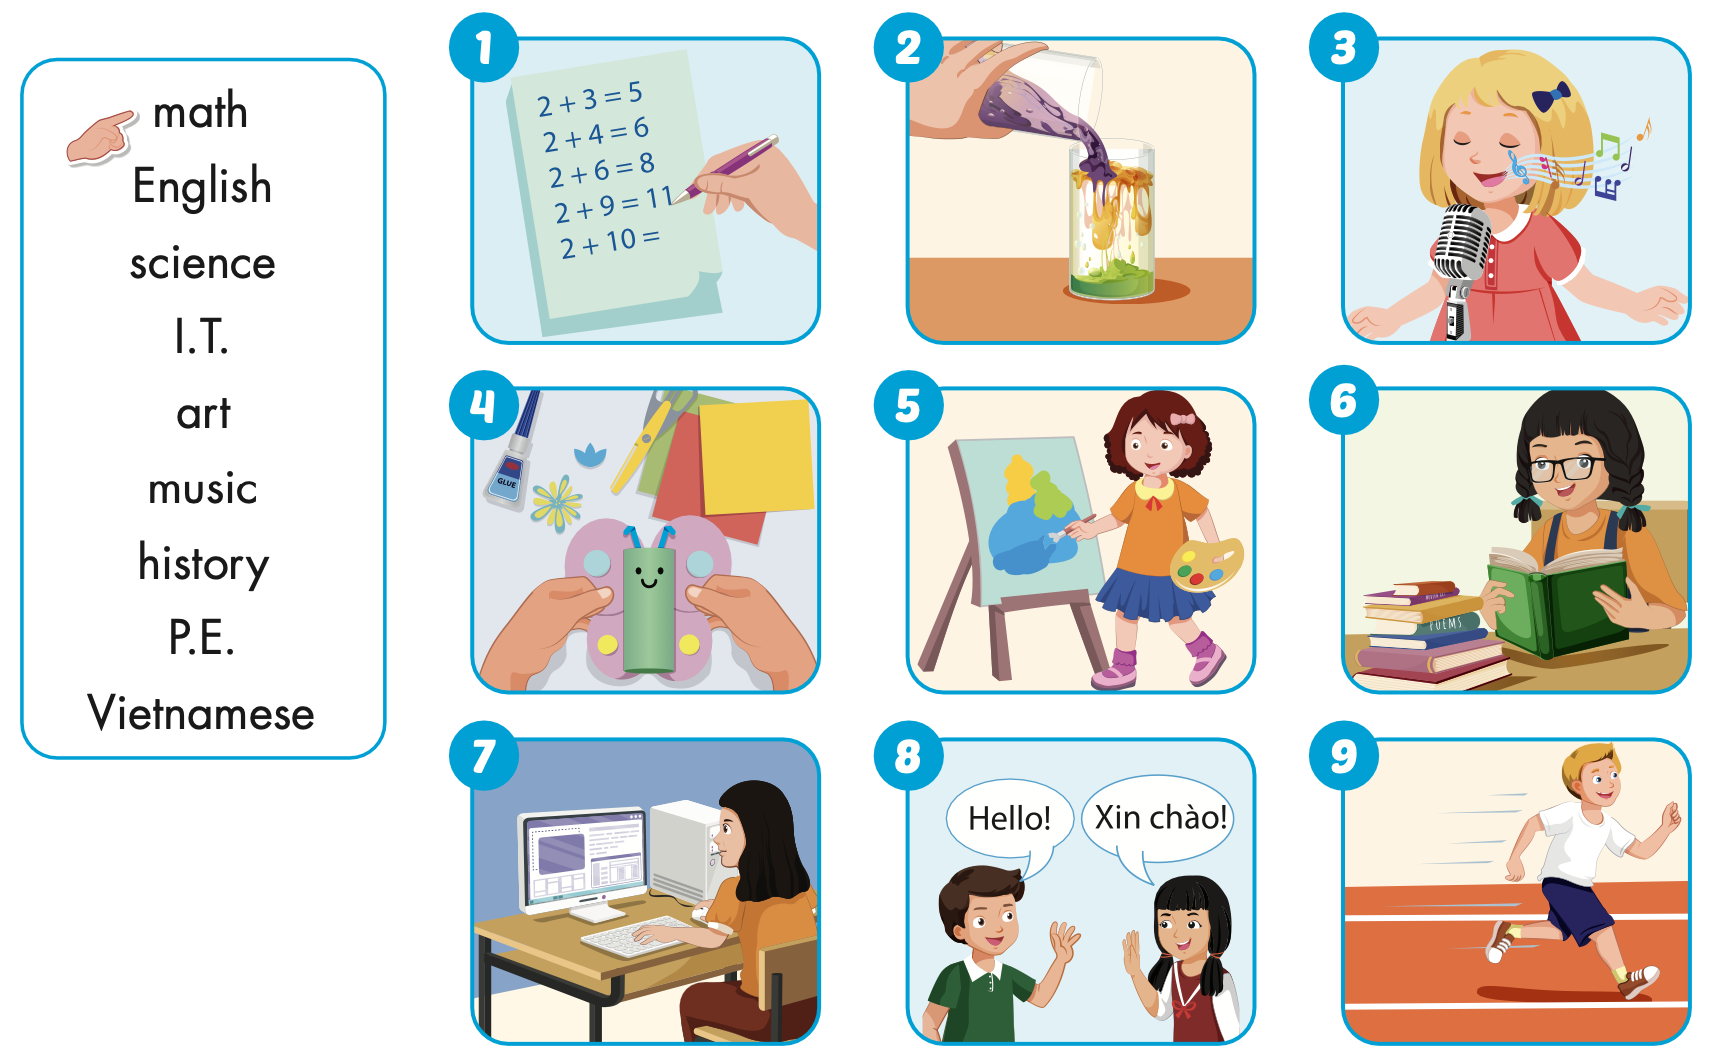 math
English
science
I.T.
art
music
history
P.E.
Vietnamese
1
2 + 3 = 5
2 + 4 = 6
2 + 6 = 8
2 + 9 = 11
2 + 10 =
2
3
4
GLUE
5
6
POEMS
7
8
Hello!
Xin chào!
9